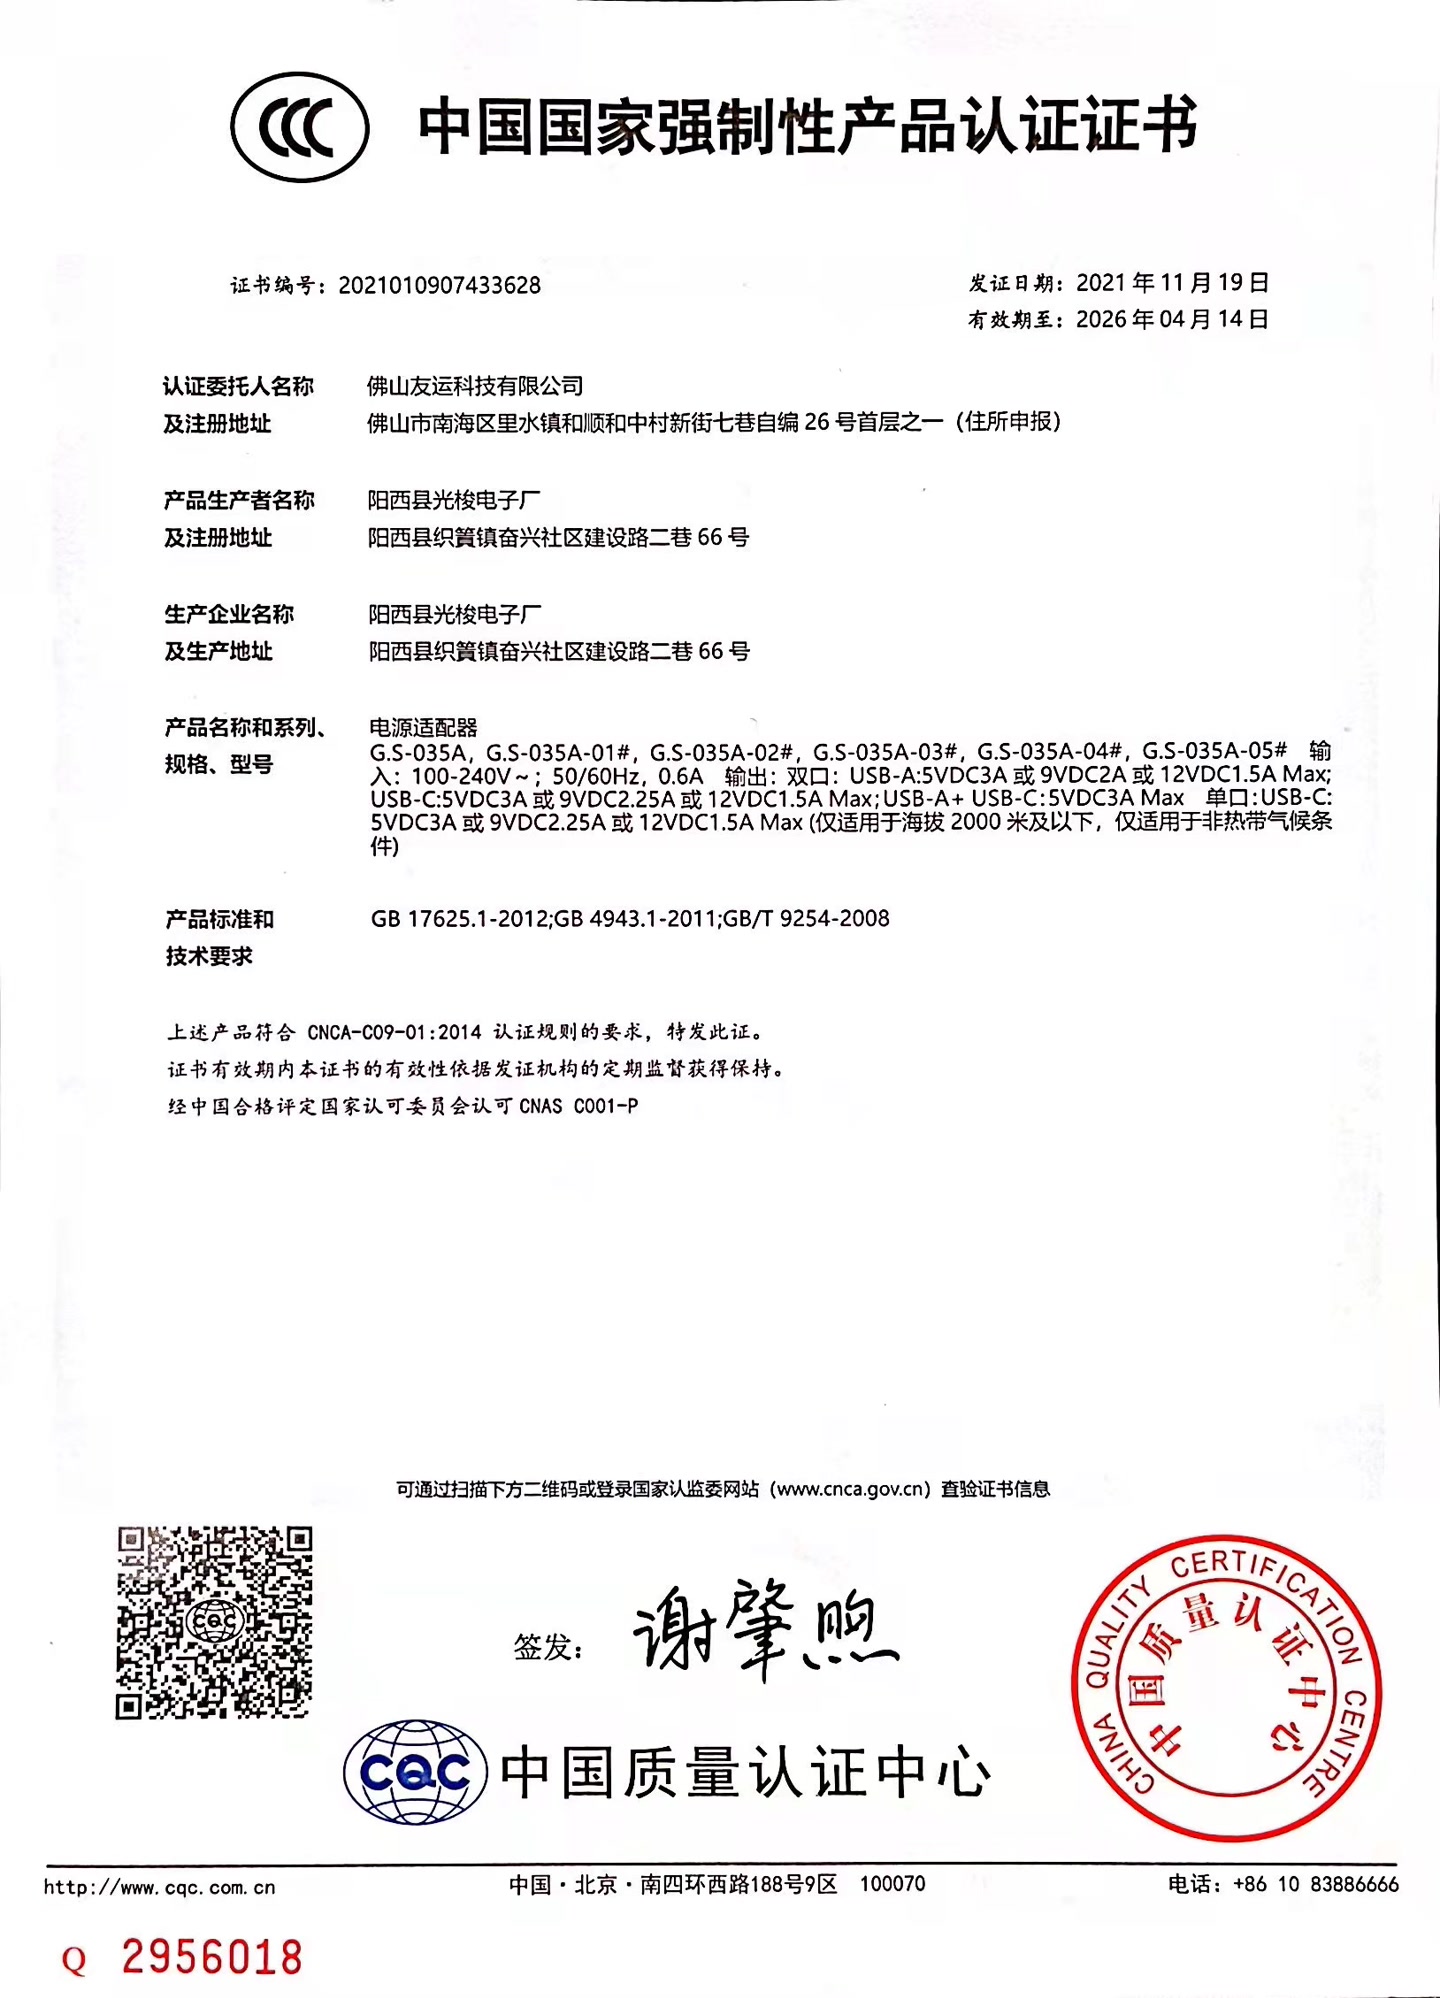 CCC 中国国家强制性产品认证证书
证书编号：2021010907433628
发证日期：2021 年 11 月 19 日
有效期至：2026 年 04 月 14 日
认证委托人名称 佛山友运科技有限公司
及注册地址 佛山市南海区里水镇和顺和中村新街七巷自编 26 号首层之一（住所申报）
产品生产者名称 阳西县光梭电子厂
及注册地址 阳西县织篢镇奋兴社区建设路二巷 66 号
生产企业名称 阳西县光梭电子厂
及生产地址 阳西县织篢镇奋兴社区建设路二巷 66 号
产品名称和系列、 电源适配器
规格、型号
G.S-035A，G.S-035A-01#，G.S-035A-02#，G.S-035A-03#，G.S-035A-04#，G.S-035A-05# 输
入：100-240V～；50/60Hz，0.6A 输出：双口：USB-A:5VDC3A 或 9VDC2A 或 12VDC1.5A Max;
USB-C:5VDC3A 或 9VDC2.25A 或 12VDC1.5A Max;USB-A+ USB-C:5VDC3A Max 单口:USB-C:
5VDC3A 或 9VDC2.25A 或 12VDC1.5A Max (仅适用于海拔 2000 米及以下，仅适用于非热带气候条
件)
产品标准和 GB 17625.1-2012;GB 4943.1-2011;GB/T 9254-2008
技术要求
上述产品符合 CNCA-C09-01:2014 认证规则的要求，特发此证。
证书有效期内本证书的有效性依据发证机构的定期监督获得保持。
经中国合格评定国家认可委员会认可 CNAS C001-P
可通过扫描下方二维码或登录国家认监委网站（www.cnca.gov.cn）查验证书信息
CQC
签发： 谢肇煦
CHINA QUALITY CERTIFICATION CENTRE
中国质量认证中心
CQC 中国质量认证中心
http://www.cqc.com.cn 中国·北京·南四环西路188号9区 100070 电话：+86 10 83886666
Q 2956018